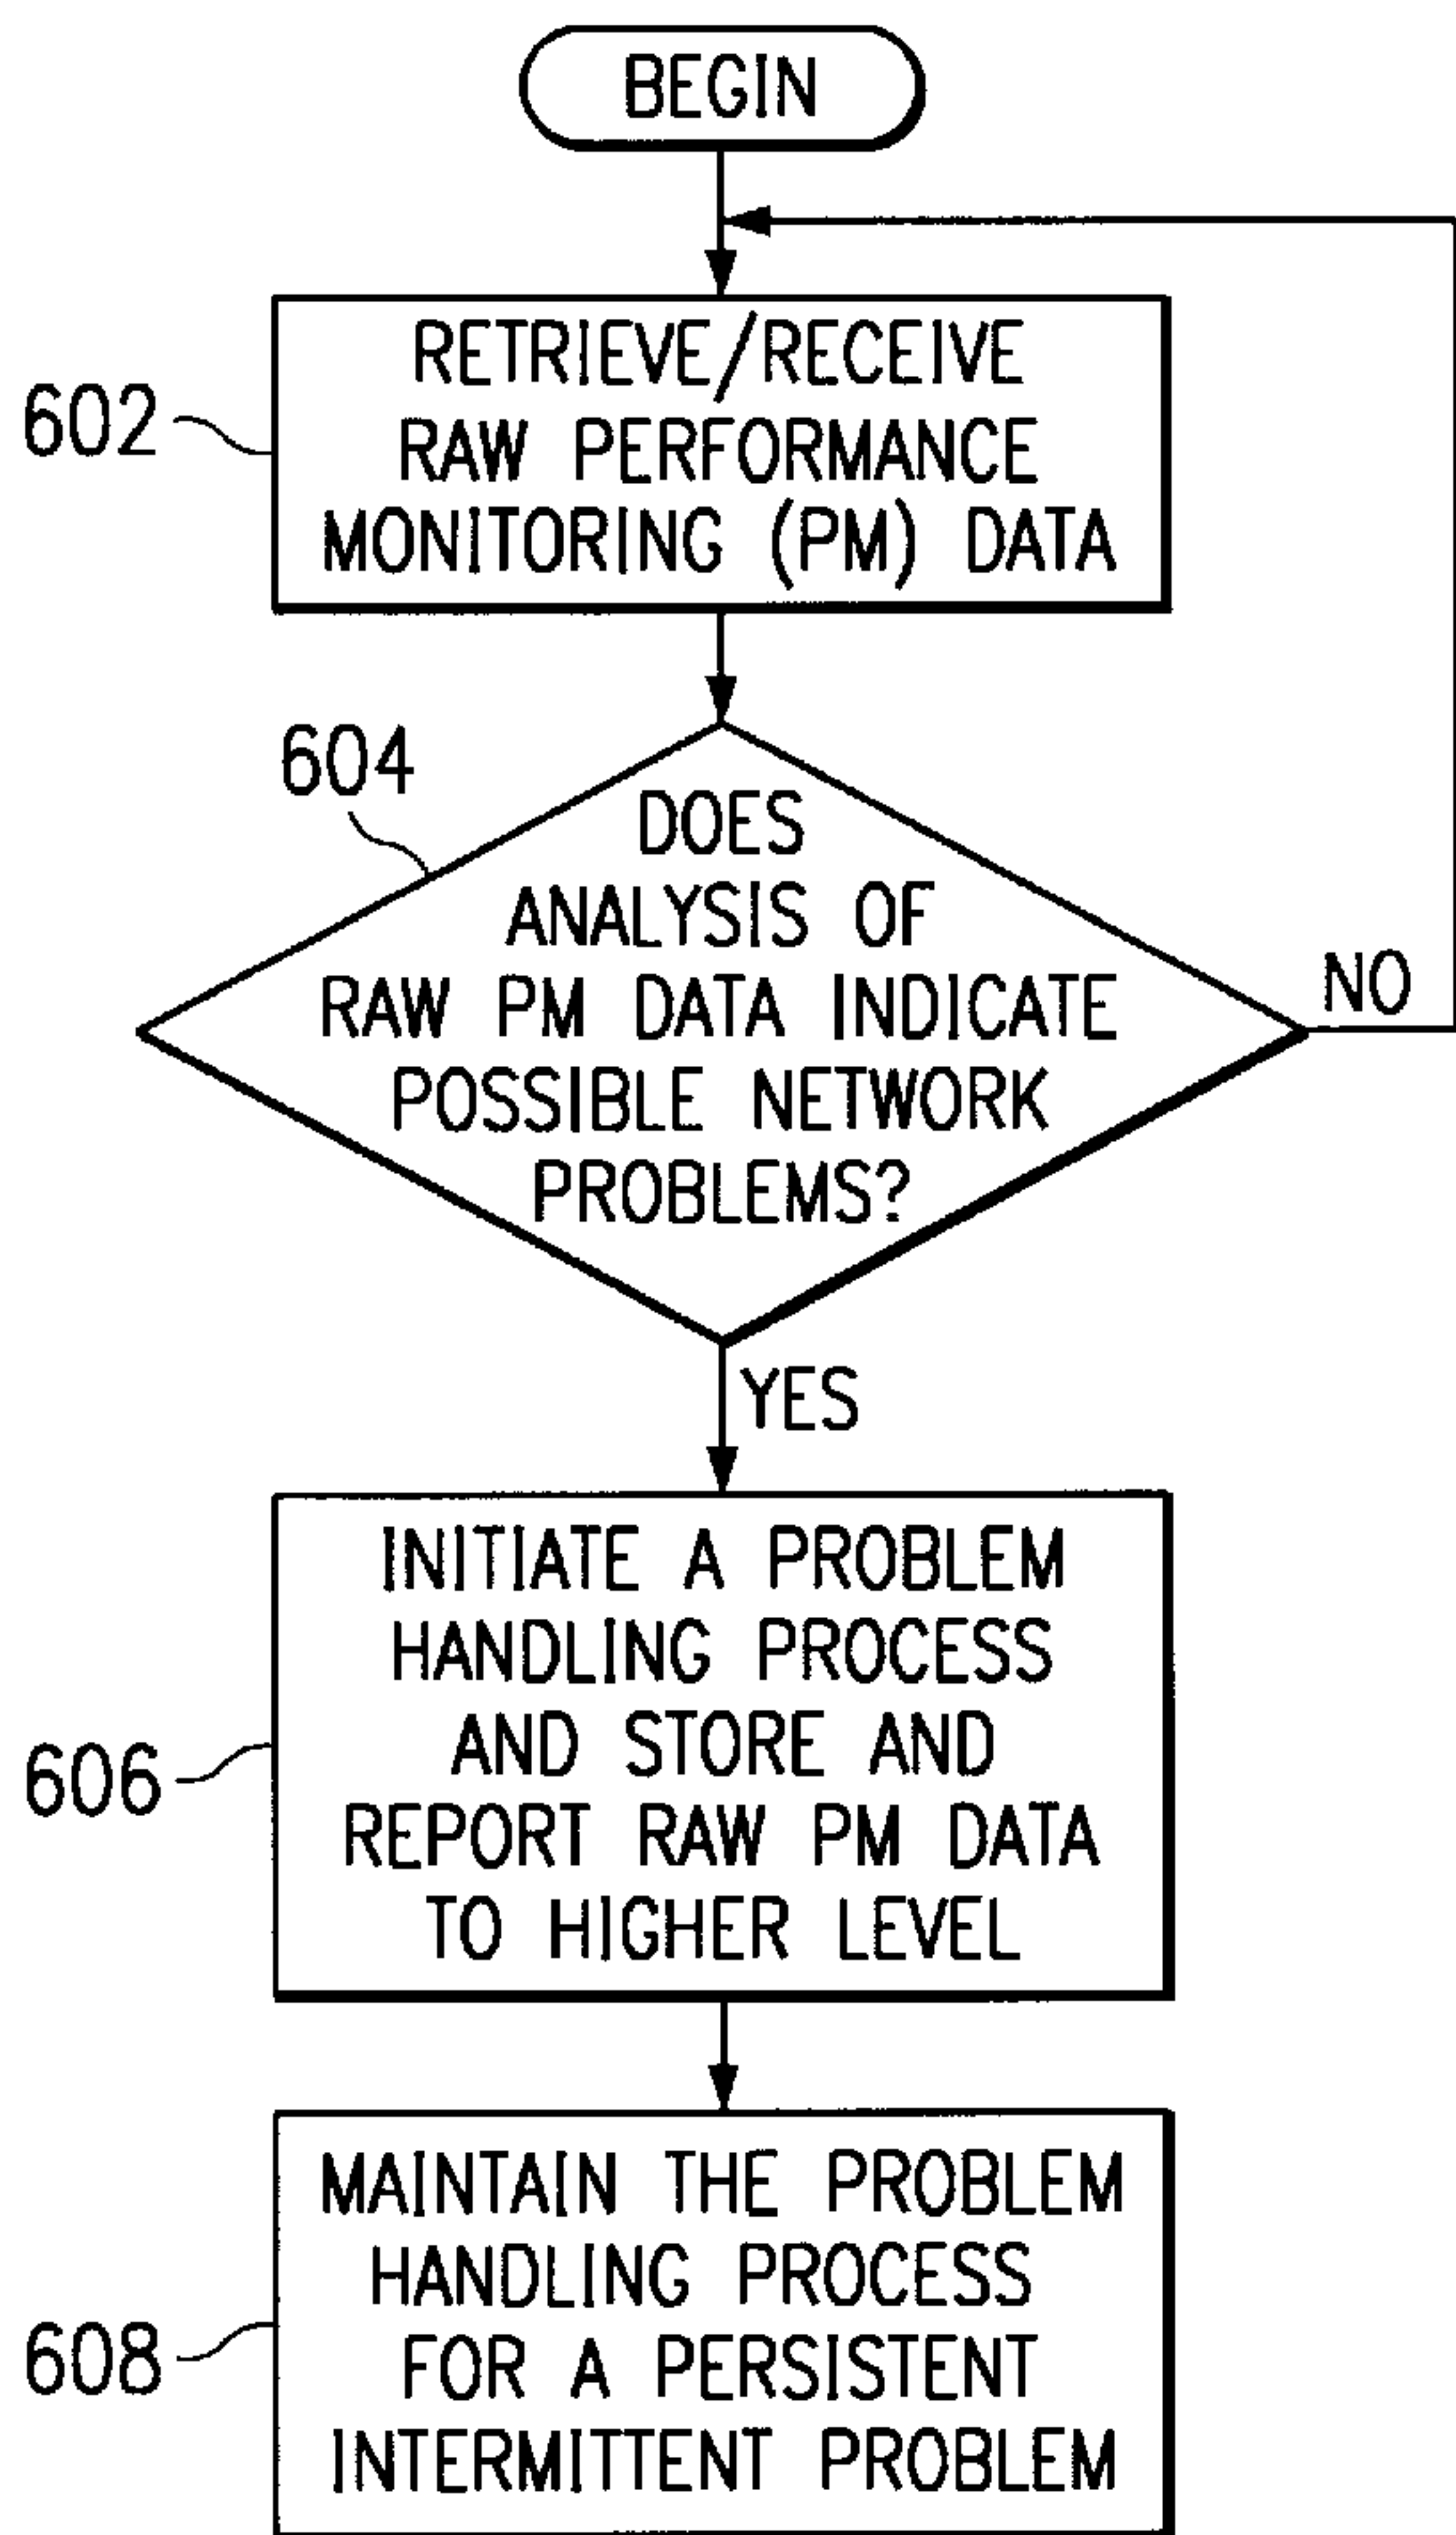 BEGIN
602
RETRIEVE/RECEIVE
RAW PERFORMANCE
MONITORING (PM) DATA
604
DOES
ANALYSIS OF
RAW PM DATA INDICATE
POSSIBLE NETWORK
PROBLEMS?
NO
YES
606
INITIATE A PROBLEM
HANDLING PROCESS
AND STORE AND
REPORT RAW PM DATA
TO HIGHER LEVEL
608
MAINTAIN THE PROBLEM
HANDLING PROCESS
FOR A PERSISTENT
INTERMITTENT PROBLEM